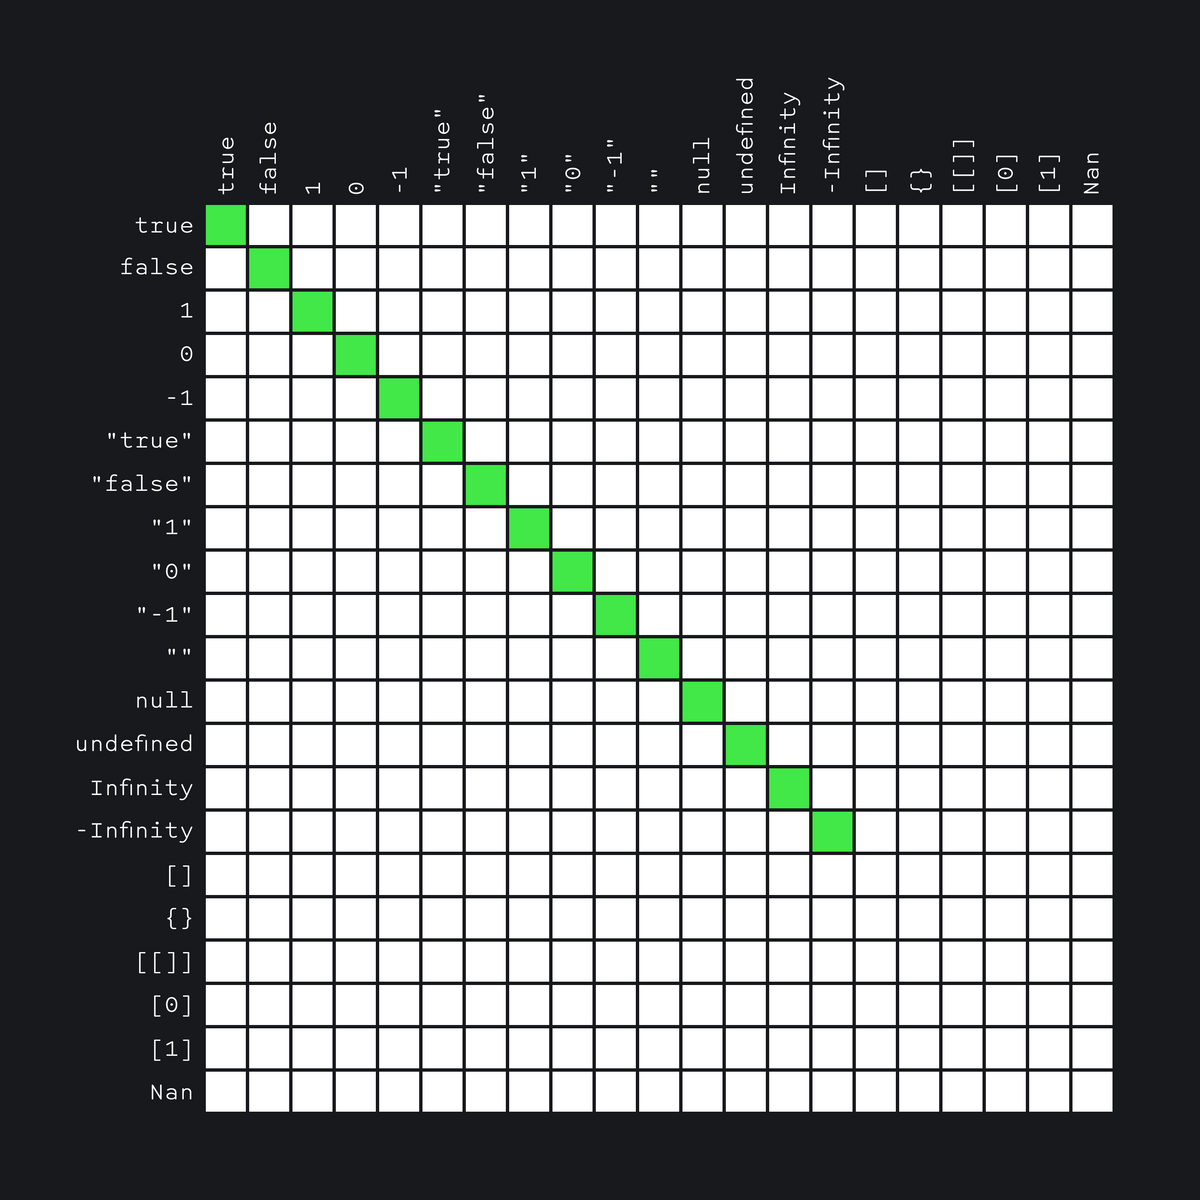 true
false
1
0
-1
"true"
"false"
"1"
"0"
"-1"
""
null
undefined
Infinity
-Infinity
[]
{}
[[]]
[0]
[1]
Nan
true
false
1
0
-1
"true"
"false"
"1"
"0"
"-1"
""
null
undefined
Infinity
-Infinity
[]
{}
[[]]
[0]
[1]
Nan